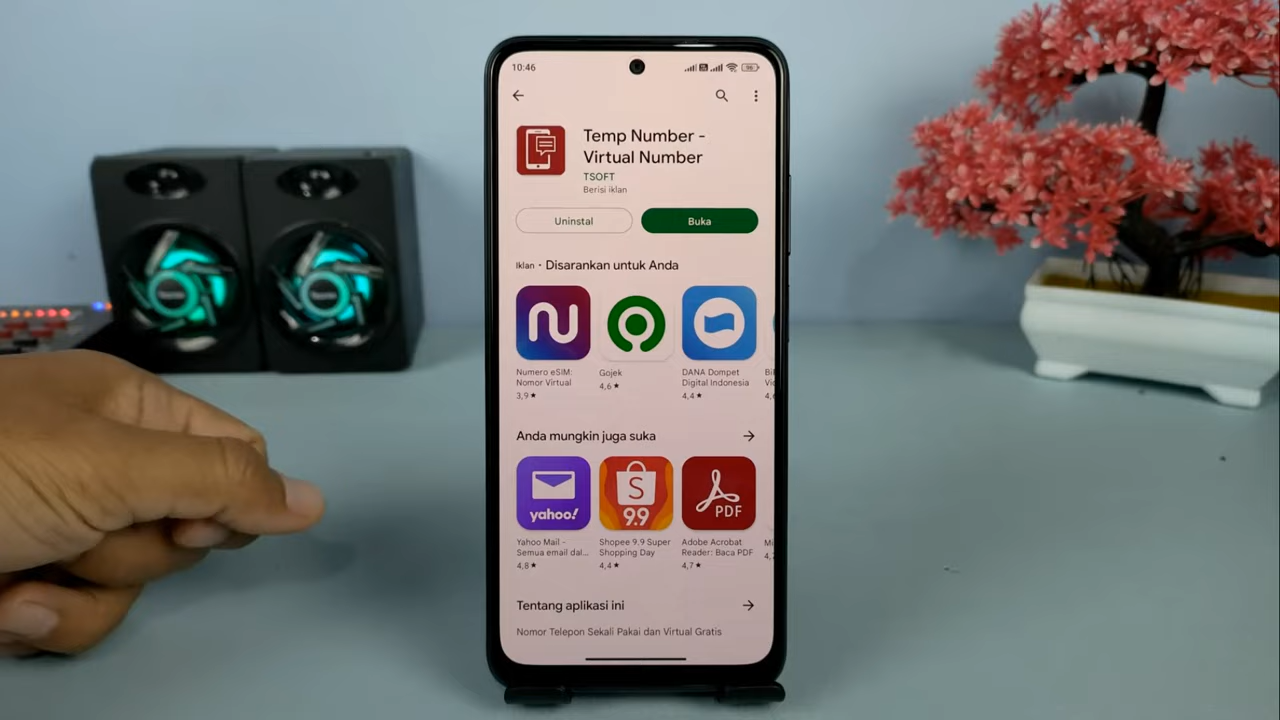 10:46
96
Temp Number -
Virtual Number
TSOFT
Berisi iklan
Uninstal
Buka
Iklan • Disarankan untuk Anda
Numero eSIM:
Nomor Virtual
3,9★
Gojek
4,6★
DANA Dompet
Digital Indonesia
4,4★
Anda mungkin juga suka
yahoo!
S
9.9
PDF
Yahoo Mail -
Semua email dal...
4,8★
Shopee 9.9 Super
Shopping Day
4,4★
Adobe Acrobat
Reader: Baca PDF
4,7★
Tentang aplikasi ini
Nomor Telepon Sekali Pakai dan Virtual Gratis